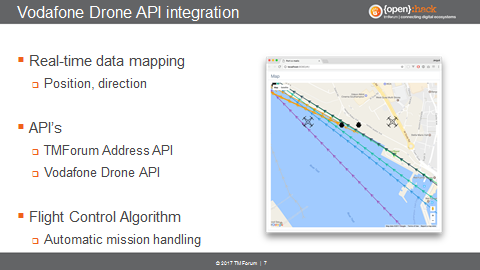 Vodafone Drone API integration
{open}:hack
tmforum | connecting digital ecosystems
Real-time data mapping
Position, direction
API's
TMForum Address API
Vodafone Drone API
Flight Control Algorithm
Automatic mission handling
Map
© 2017 TM Forum | 7